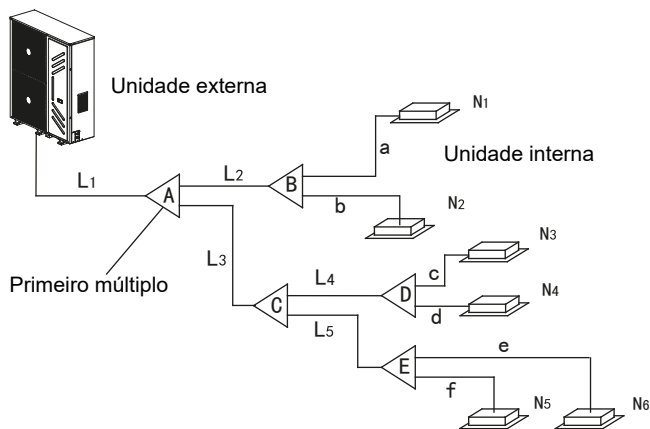 Unidade externa
N1
a
Unidade interna
L1
L2
B
A
b
N2
N3
Primeiro múltiplo
L3
L4
c
D
N4
C
d
L5
e
E
f
N5
N6